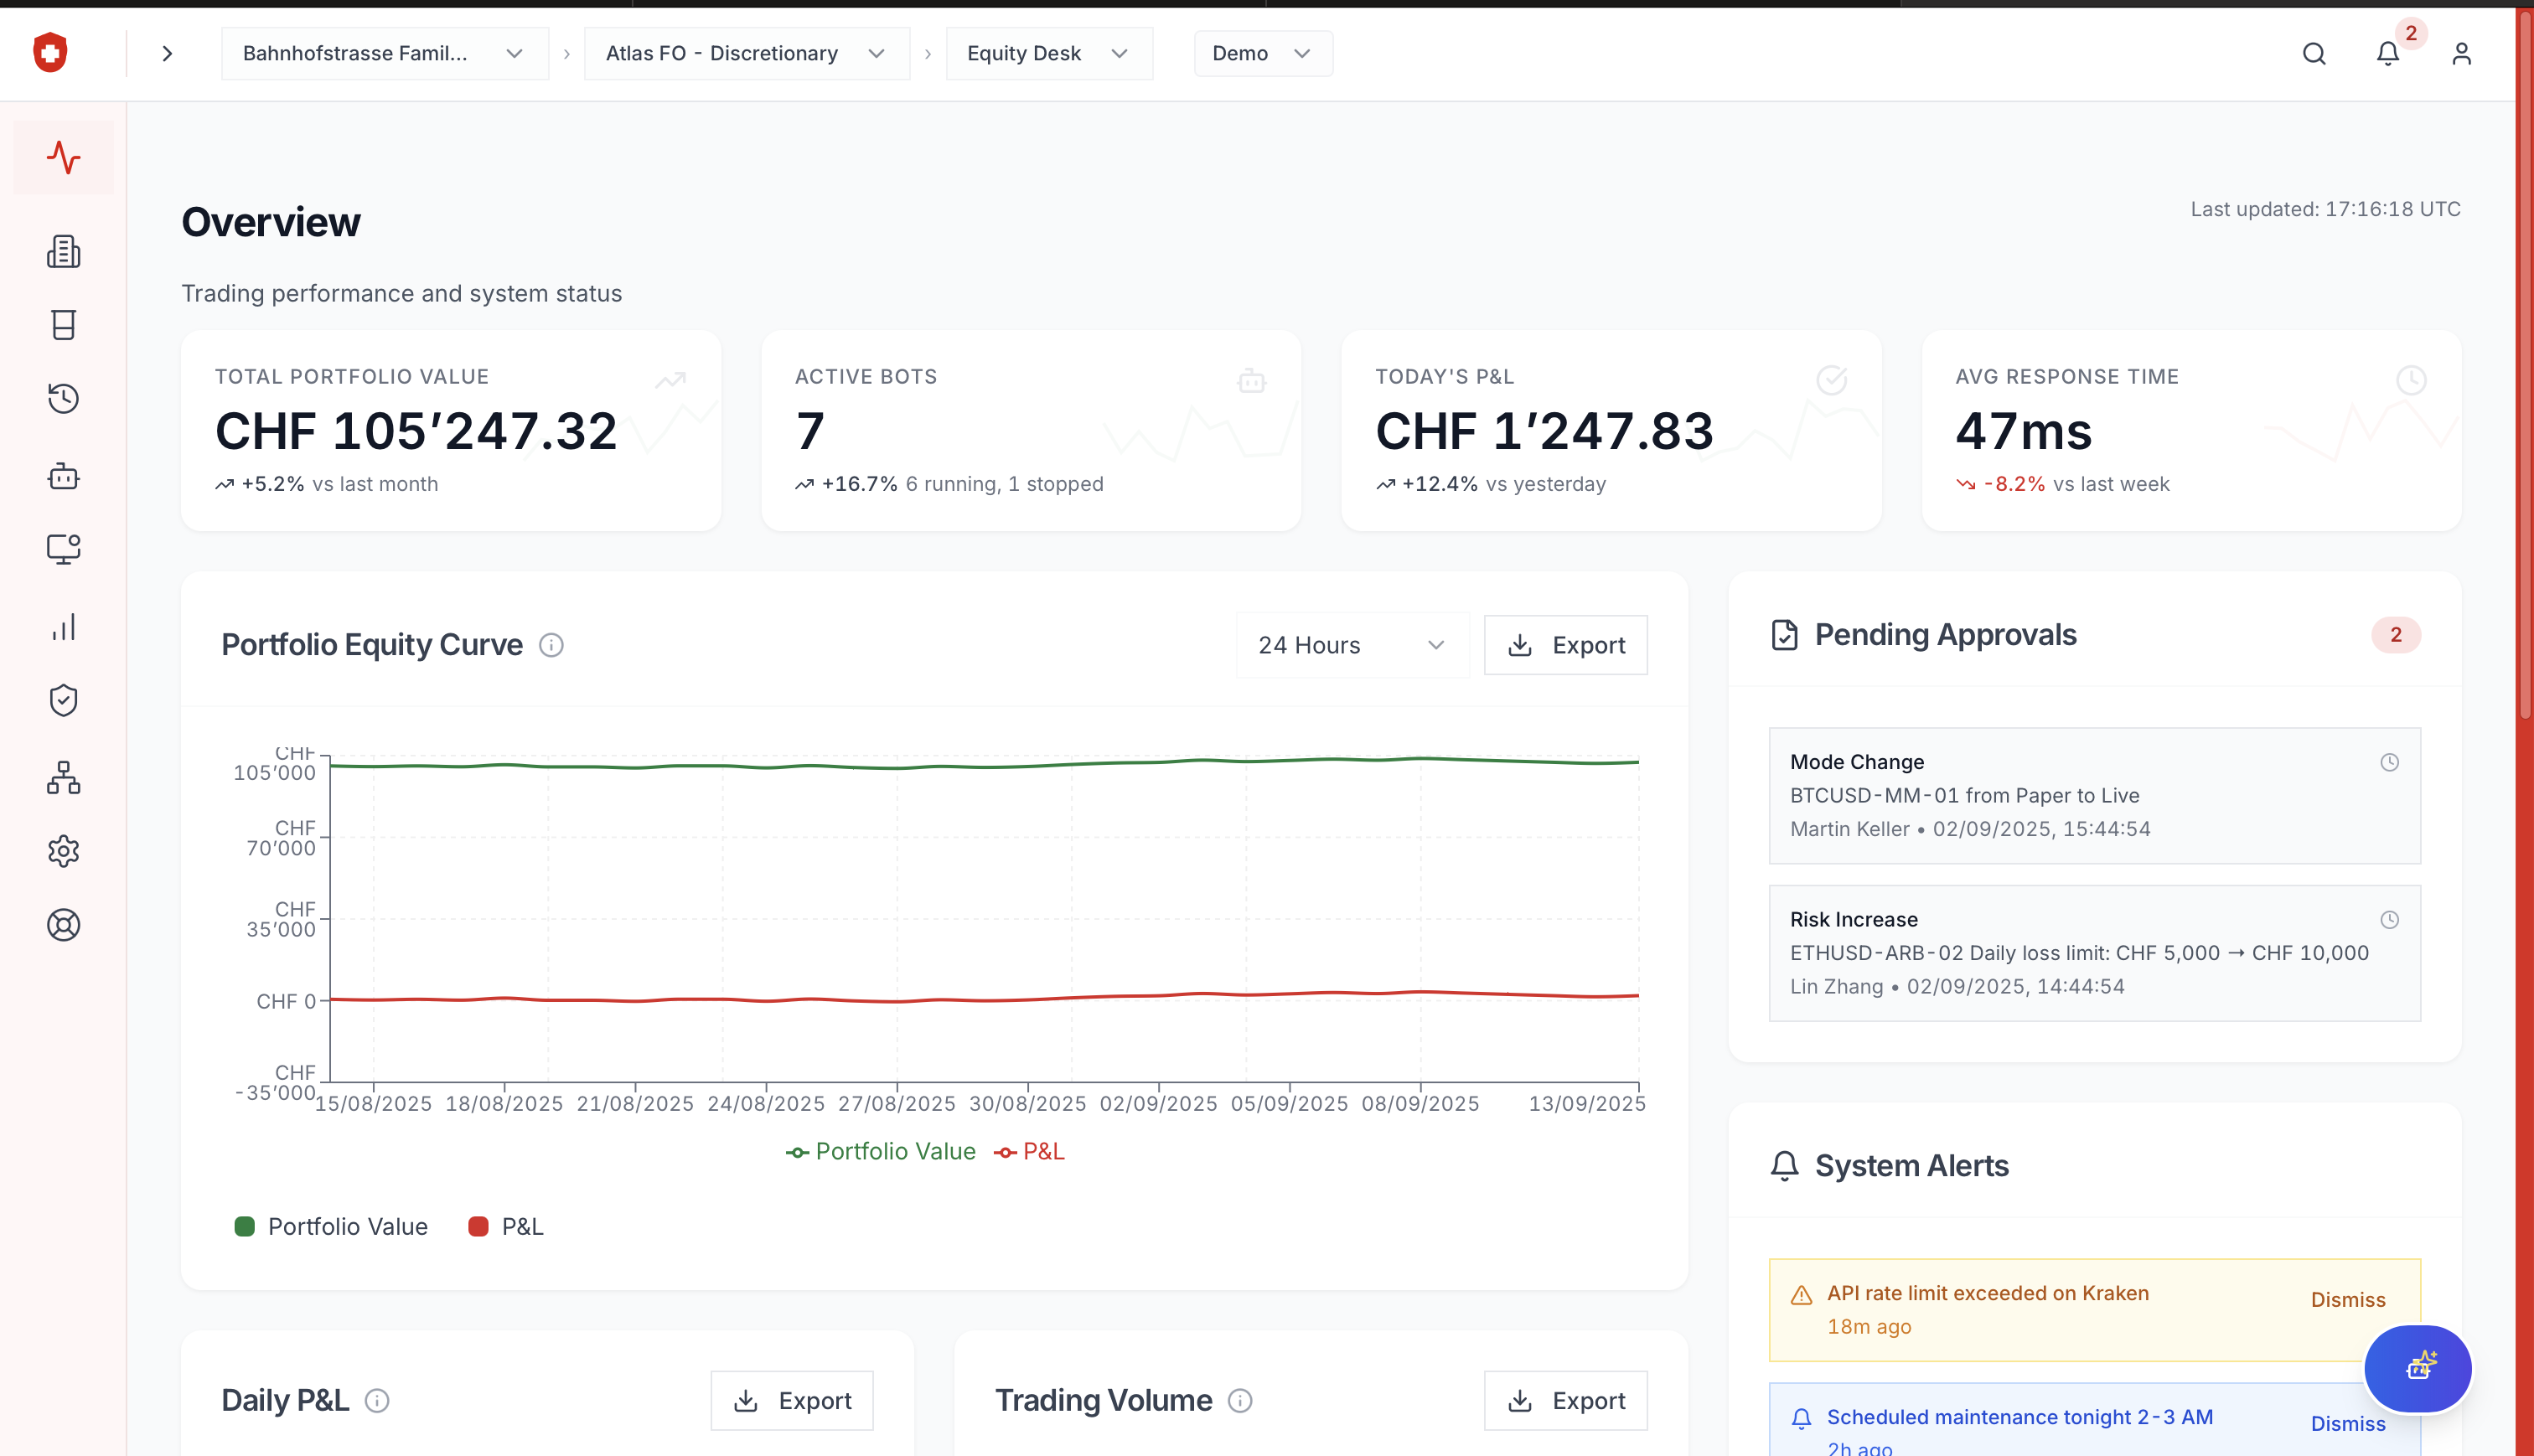 Bahnhofstrasse Famil...
Atlas FO - Discretionary
Equity Desk
Demo
2
Overview
Last updated: 17:16:18 UTC
Trading performance and system status
TOTAL PORTFOLIO VALUE
CHF 105’247.32
+5.2% vs last month
ACTIVE BOTS
7
+16.7% 6 running, 1 stopped
TODAY'S P&L
CHF 1’247.83
+12.4% vs yesterday
AVG RESPONSE TIME
47ms
-8.2% vs last week
Portfolio Equity Curve
24 Hours
Export
CHF
105’000
CHF
70’000
CHF
35’000
CHF 0
CHF
-35’000
15/08/2025 18/08/2025 21/08/2025 24/08/2025 27/08/2025 30/08/2025 02/09/2025 05/09/2025 08/09/2025 13/09/2025
Portfolio Value P&L
Portfolio Value P&L
Pending Approvals
2
Mode Change
BTCUSD-MM-01 from Paper to Live
Martin Keller • 02/09/2025, 15:44:54
Risk Increase
ETHUSD-ARB-02 Daily loss limit: CHF 5,000 → CHF 10,000
Lin Zhang • 02/09/2025, 14:44:54
System Alerts
API rate limit exceeded on Kraken
18m ago
Dismiss
Scheduled maintenance tonight 2-3 AM
2h ago
Dismiss
Daily P&L
Export
Trading Volume
Export